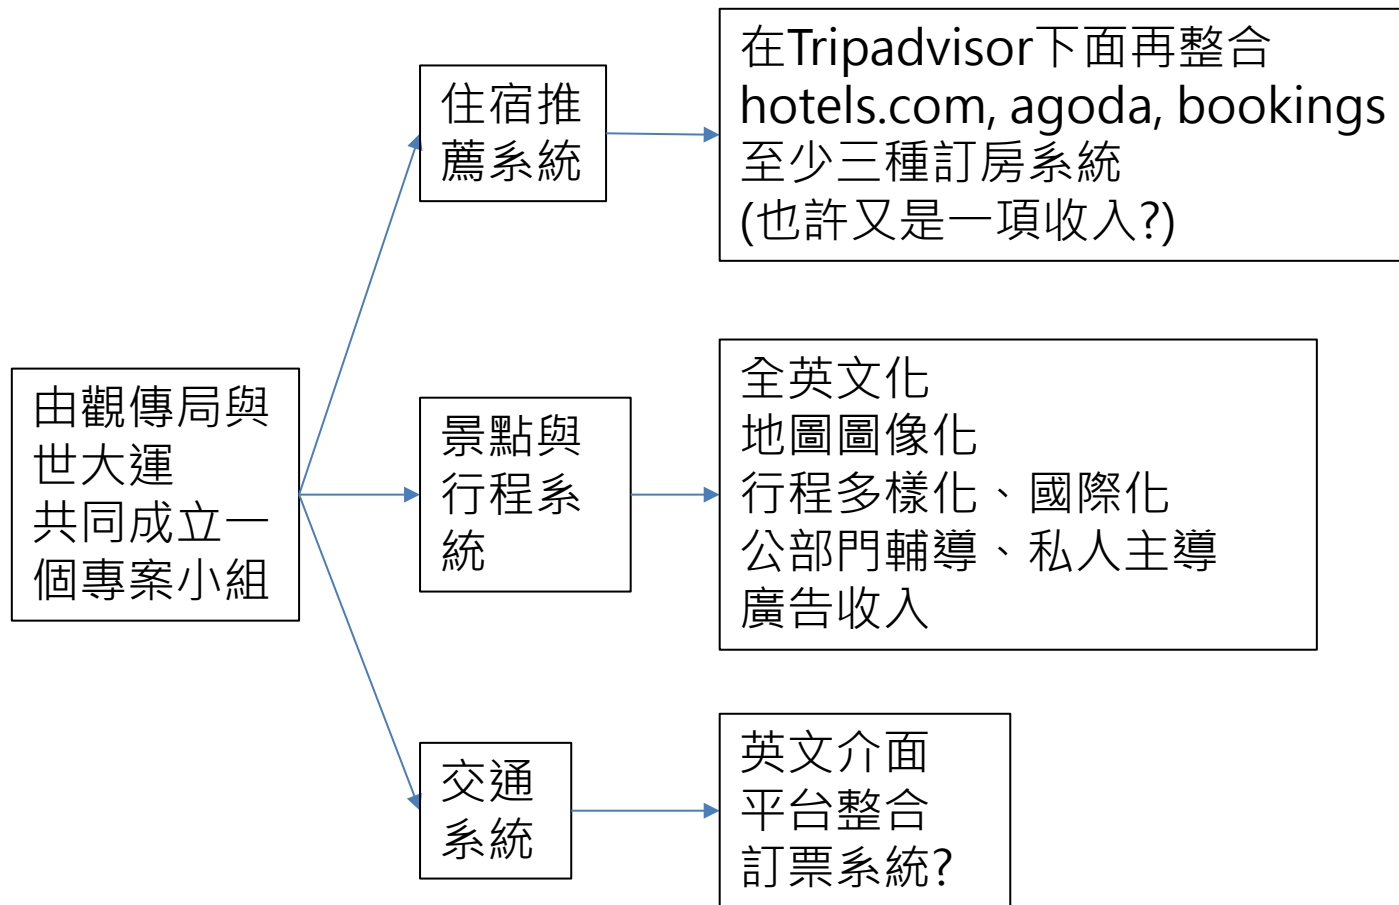 由觀傳局與
世大運
共同成立一
個專案小組
住宿推
薦系統
在Tripadvisor下面再整合
hotels.com, agoda, bookings
至少三種訂房系統
(也許又是一項收入?)
景點與
行程系
統
全英文化
地圖圖像化
行程多樣化、國際化
公部門輔導、私人主導
廣告收入
交通
系統
英文介面
平台整合
訂票系統?